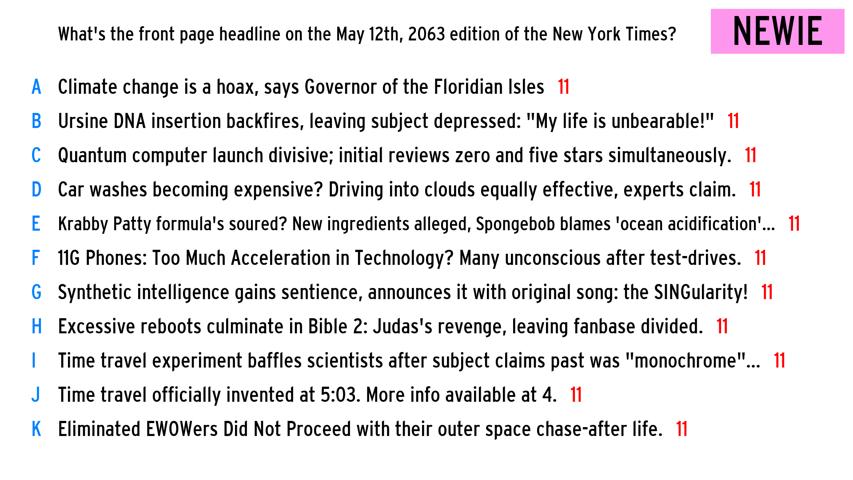 What's the front page headline on the May 12th, 2063 edition of the New York Times?
NEWIE
A Climate change is a hoax, says Governor of the Floridian Isles 11
B Ursine DNA insertion backfires, leaving subject depressed: "My life is unbearable!" 11
C Quantum computer launch divisive; initial reviews zero and five stars simultaneously. 11
D Car washes becoming expensive? Driving into clouds equally effective, experts claim. 11
E Krabby Patty formula's soured? New ingredients alleged, Spongebob blames 'ocean acidification'... 11
F 11G Phones: Too Much Acceleration in Technology? Many unconscious after test-drives. 11
G Synthetic intelligence gains sentience, announces it with original song: the SINGularity! 11
H Excessive reboots culminate in Bible 2: Judas's revenge, leaving fanbase divided. 11
I Time travel experiment baffles scientists after subject claims past was "monochrome"... 11
J Time travel officially invented at 5:03. More info available at 4. 11
K Eliminated EWOWers Did Not Proceed with their outer space chase-after life. 11